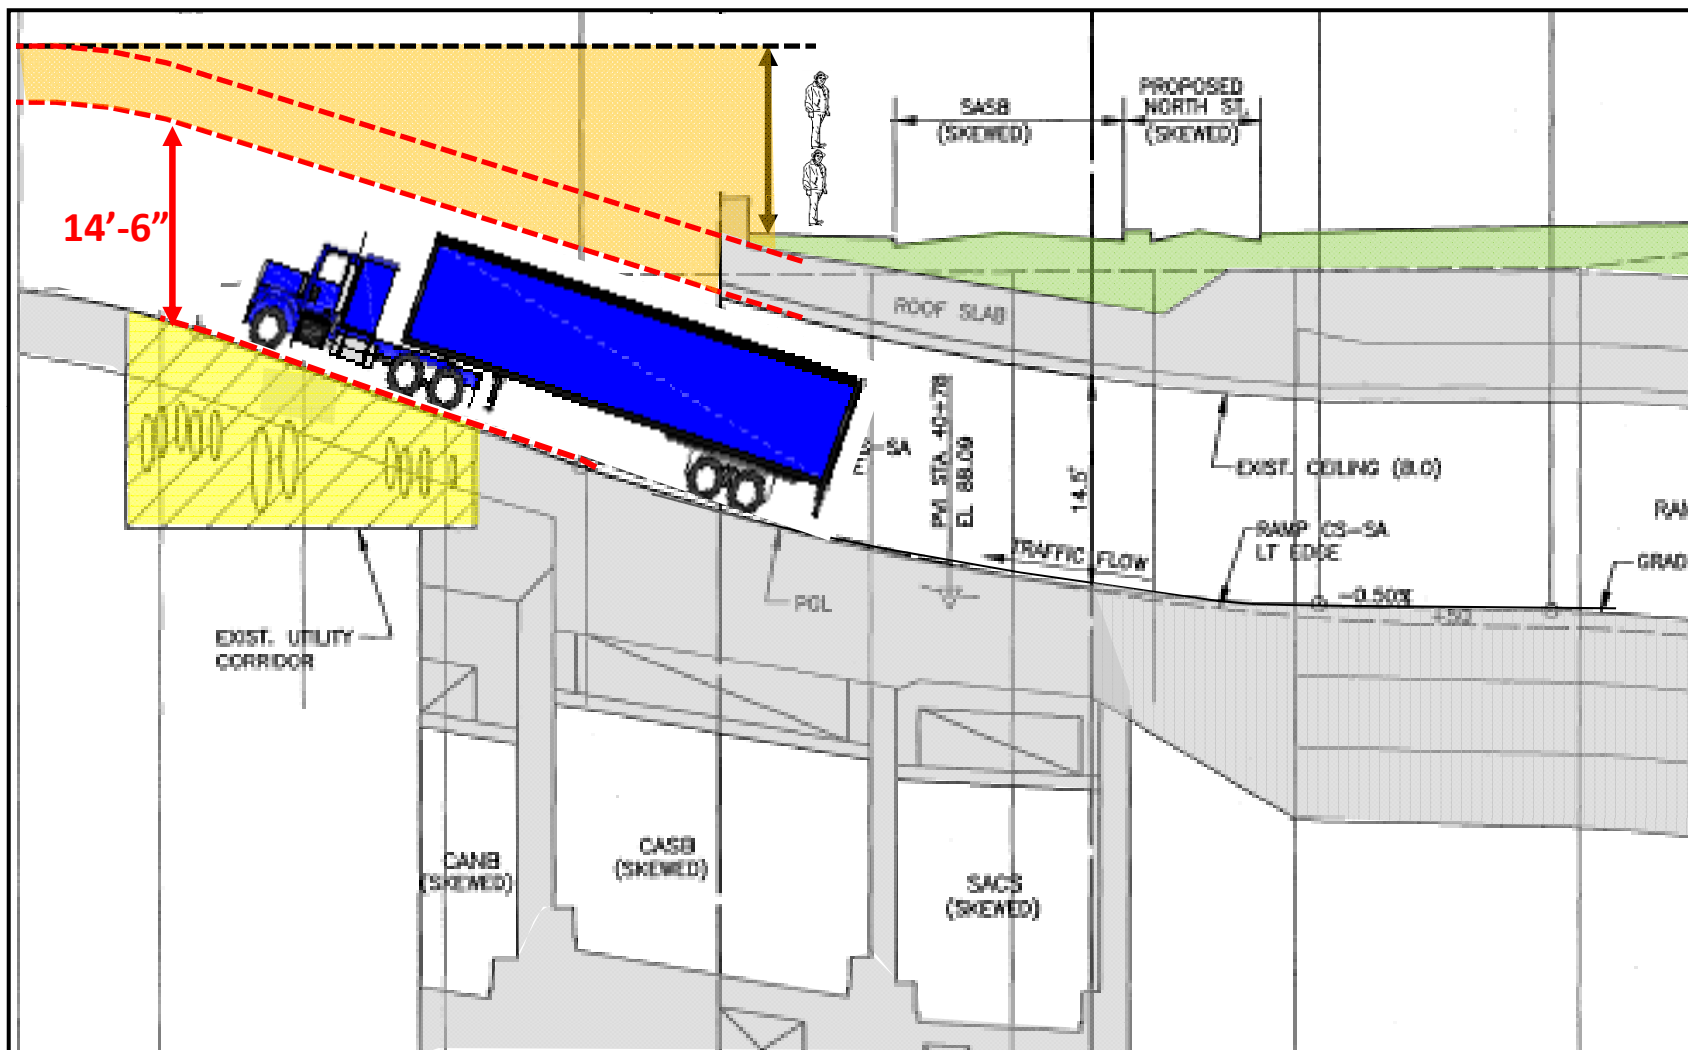 PROPOSED
NORTH ST.
(SKEWED)
SASB
(SKEWED)
14'-6”
ROOF SLAB
-SA
PVI STA. 40+78
EL 88.09
14.5'
EXIST. CEILING (B.O)
RAMP CS-SA
LT EDGE
TRAFFIC FLOW
GRAD
-0.50%
PGL
EXIST. UTILITY
CORRIDOR
CANB
(SKEWED)
CASB
(SKEWED)
SACS
(SKEWED)